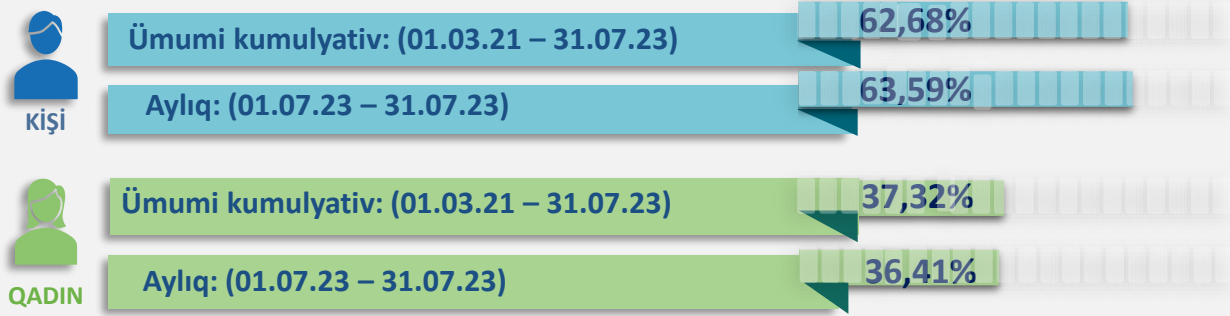 Ümumi kumulyativ: (01.03.21 – 31.07.23)
62,68%
Aylıq: (01.07.23 – 31.07.23)
63,59%
KİŞİ
Ümumi kumulyativ: (01.03.21 – 31.07.23)
37,32%
Aylıq: (01.07.23 – 31.07.23)
36,41%
QADIN